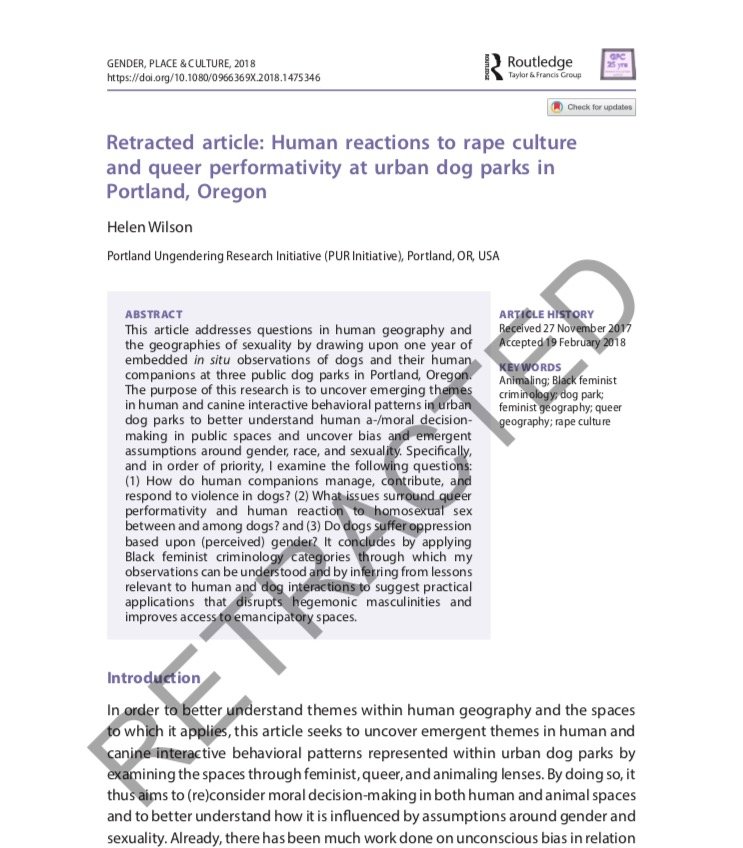 GENDER, PLACE & CULTURE, 2018
https://doi.org/10.1080/0966369X.2018.1475346
ROUTLEDGE
Routledge
Taylor & Francis Group
GPC
25 yrs
Check for updates
Retracted article: Human reactions to rape culture
and queer performativity at urban dog parks in
Portland, Oregon
Helen Wilson
Portland Ungendering Research Initiative (PUR Initiative), Portland, OR, USA
ABSTRACT
This article addresses questions in human geography and
the geographies of sexuality by drawing upon one year of
embedded in situ observations of dogs and their human
companions at three public dog parks in Portland, Oregon.
The purpose of this research is to uncover emerging themes
in human and canine interactive behavioral patterns in urban
dog parks to better understand human a-/moral decision-
making in public spaces and uncover bias and emergent
assumptions around gender, race, and sexuality. Specifically,
and in order of priority, I examine the following questions:
(1) How do human companions manage, contribute, and
respond to violence in dogs? (2) What issues surround queer
performativity and human reaction to homosexual sex
between and among dogs? and (3) Do dogs suffer oppression
based upon (perceived) gender? It concludes by applying
Black feminist criminology categories through which my
observations can be understood and by inferring from lessons
relevant to human and dog interactions to suggest practical
applications that disrupts hegemonic masculinities and
improves access to emancipatory spaces.
ARTICLE HISTORY
Received 27 November 2017
Accepted 19 February 2018
KEYWORDS
Animaling; Black feminist
criminology; dog park;
feminist geography; queer
geography; rape culture
RETRACTED
Introduction
In order to better understand themes within human geography and the spaces
to which it applies, this article seeks to uncover emergent themes in human and
canine interactive behavioral patterns represented within urban dog parks by
examining the spaces through feminist, queer, and animaling lenses. By doing so, it
thus aims to (re)consider moral decision-making in both human and animal spaces
and to better understand how it is influenced by assumptions around gender and
sexuality. Already, there has been much work done on unconscious bias in relation